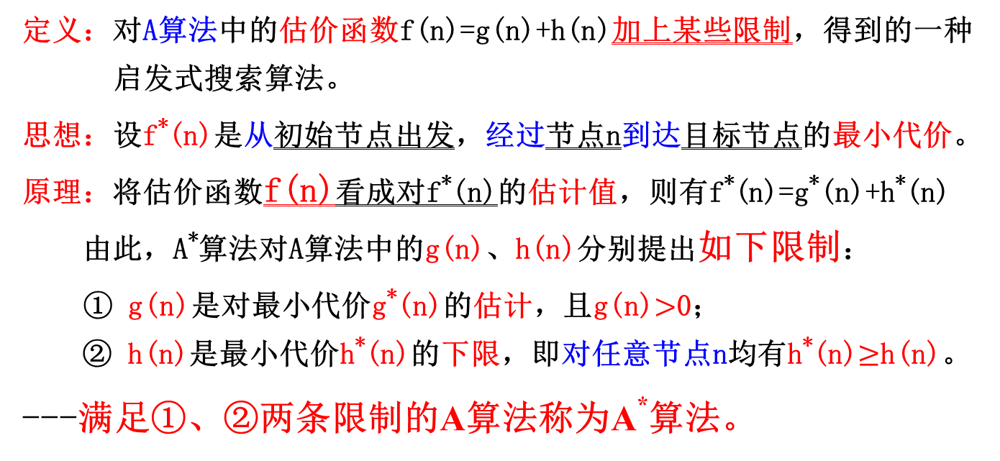 定义：对A算法中的估价函数f(n)=g(n)+h(n)加上某些限制，得到的一种
启发式搜索算法。
思想：设f*(n)是从初始节点出发，经过节点n到达目标节点的最小代价。
原理：将估价函数f(n)看成对f*(n)的估计值，则有f*(n)=g*(n)+h*(n)
由此，A*算法对A算法中的g(n)、h(n)分别提出如下限制：
① g(n)是对最小代价g*(n)的估计，且g(n)>0；
② h(n)是最小代价h*(n)的下限，即对任意节点n均有h*(n)≥h(n)。
---满足①、②两条限制的A算法称为A*算法。